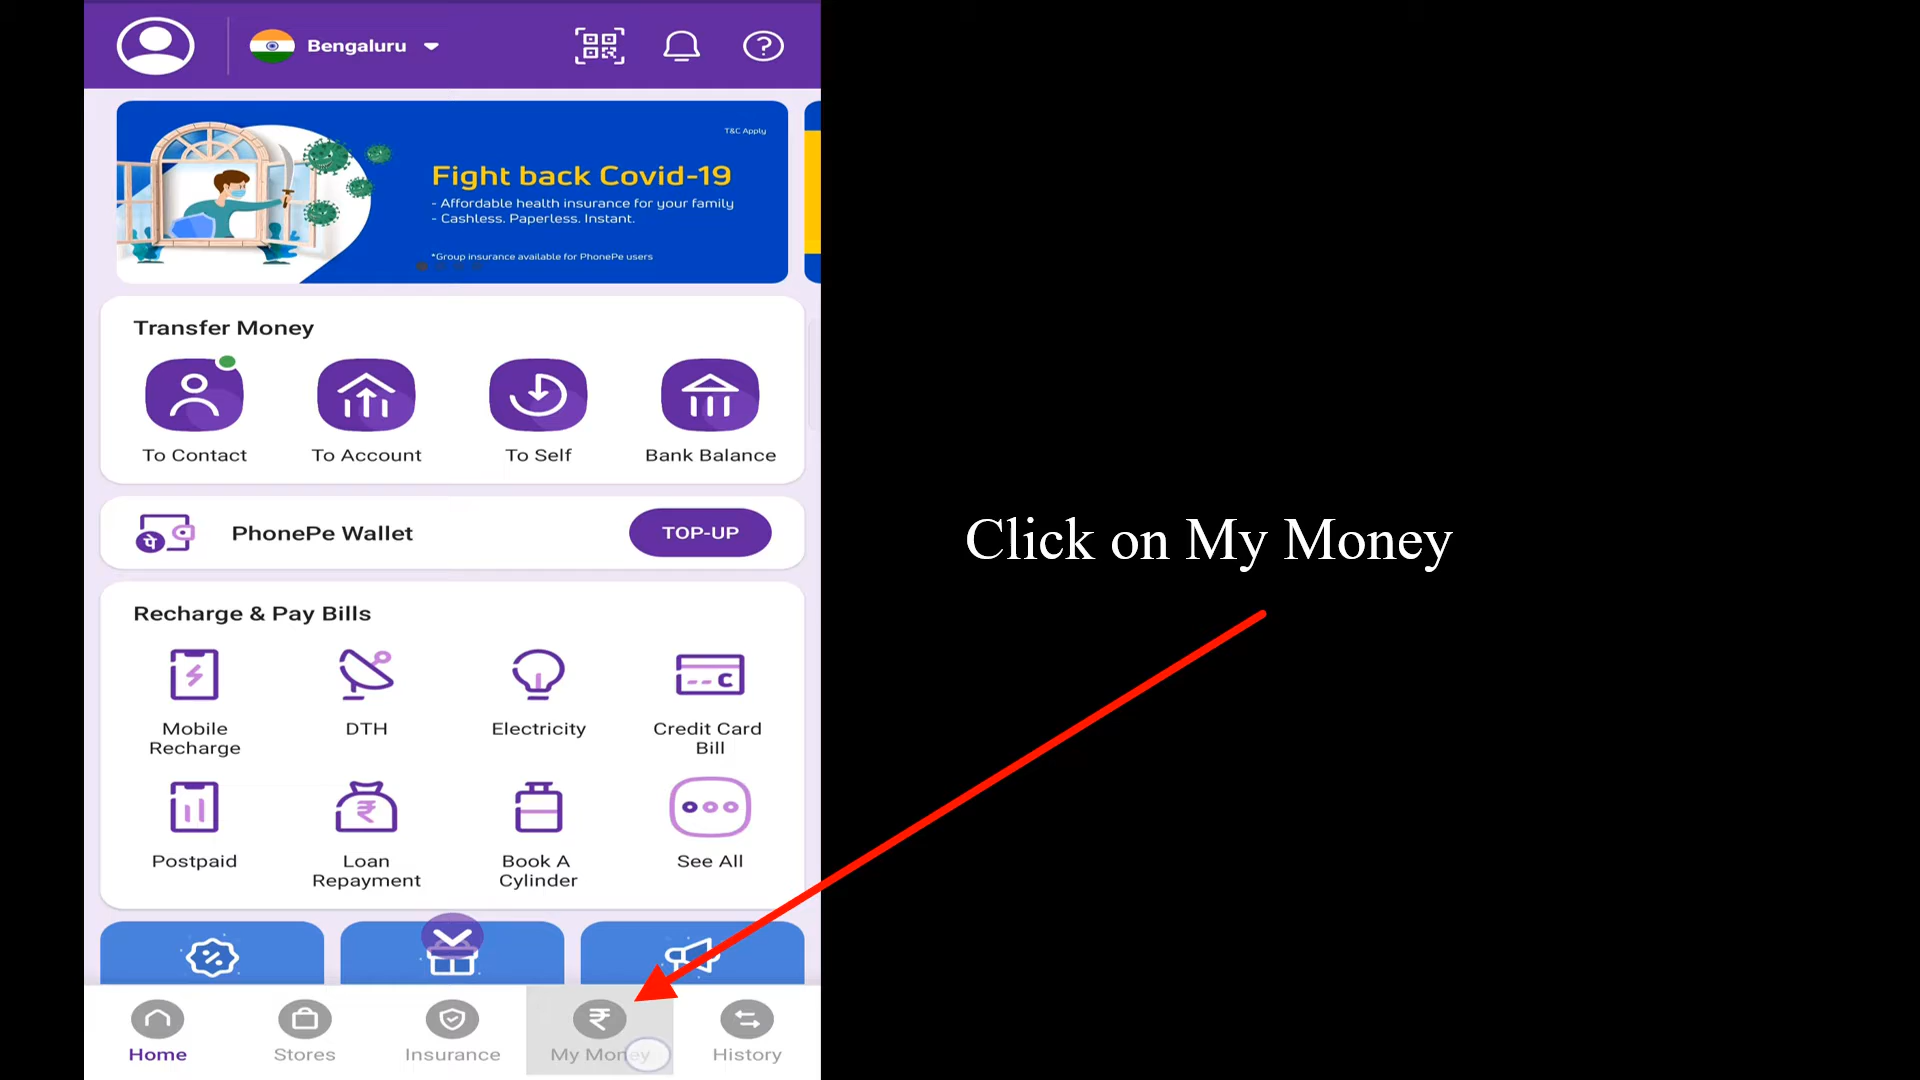 Bengaluru
T&C Apply
Fight back Covid-19
- Affordable health insurance for your family
- Cashless. Paperless. Instant.
*Group insurance available for PhonePe users
Transfer Money
To Contact
To Account
To Self
Bank Balance
पे
PhonePe Wallet
TOP-UP
Click on My Money
Recharge & Pay Bills
Mobile
Recharge
DTH
Electricity
Credit Card
Bill
Postpaid
Loan
Repayment
Book A
Cylinder
See All
Home
Stores
Insurance
My Money
History